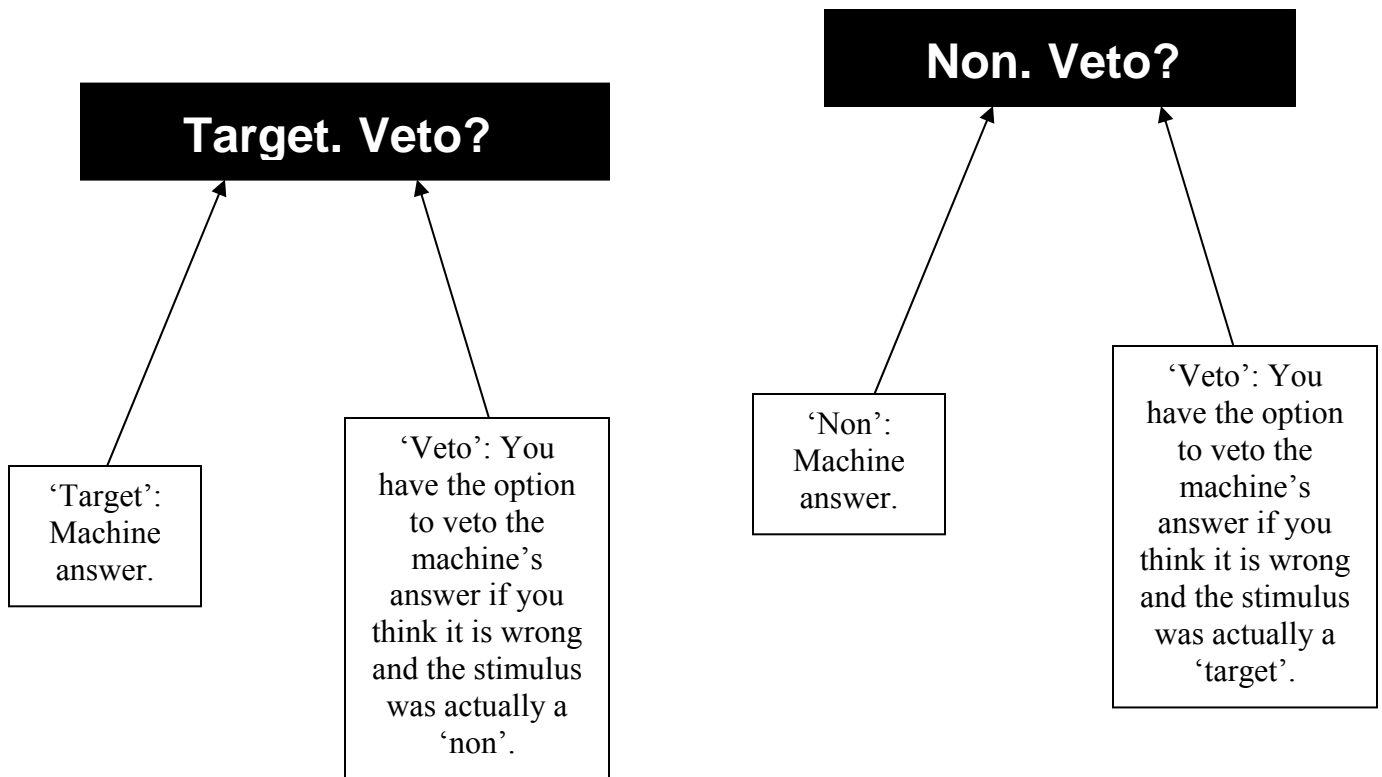 Target. Veto?
‘Target’:
Machine
answer.
‘Veto’: You
have the option
to veto the
machine’s
answer if you
think it is wrong
and the stimulus
was actually a
‘non’.
Non. Veto?
‘Non’:
Machine
answer.
‘Veto’: You
have the option
to veto the
machine’s
answer if you
think it is wrong
and the stimulus
was actually a
‘target’.